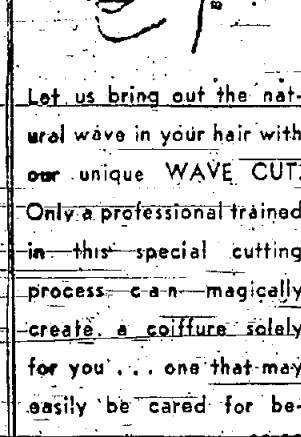 Let us bring out the nat-
ural wave in your hair with
our unique WAVE CUT.
Only a professional trained
in this special cutting
process can magically
create a coiffure solely
for you... one that may
easily be cared for be-